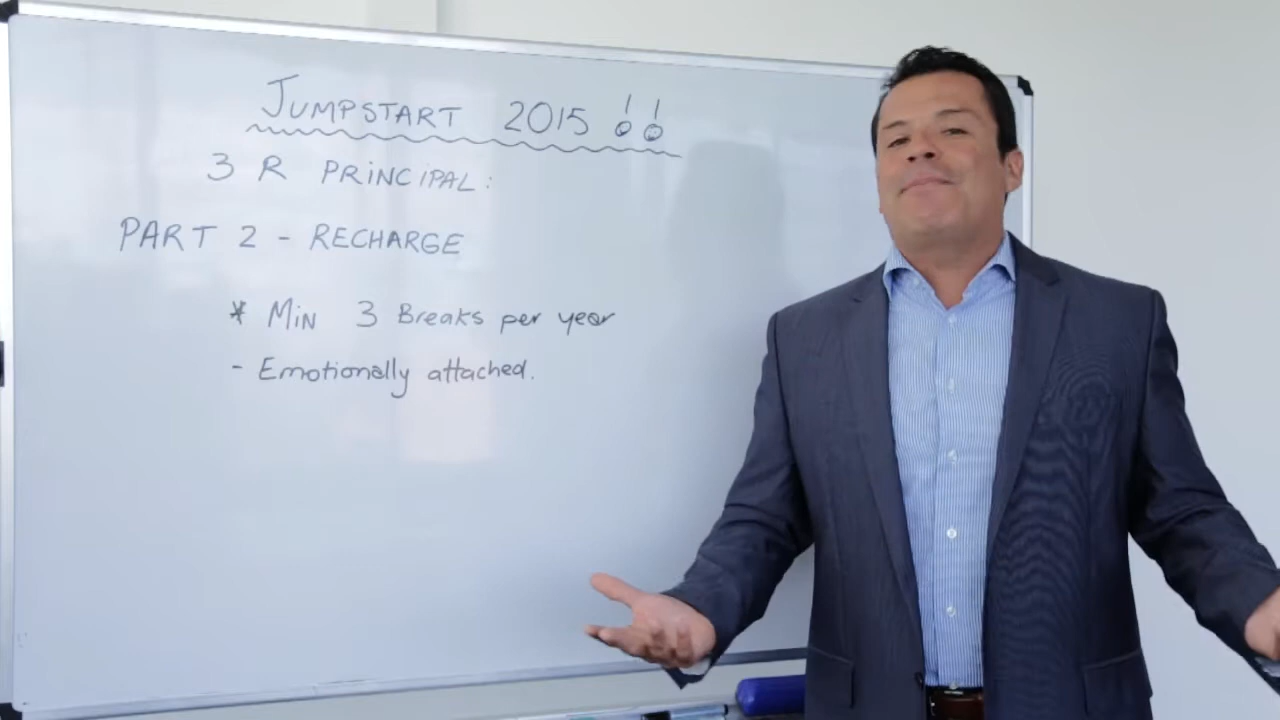 JUMPSTART 2015 !!
3 R PRINCIPAL:
PART 2 - RECHARGE
* Min 3 Breaks per year
- Emotionally attached.